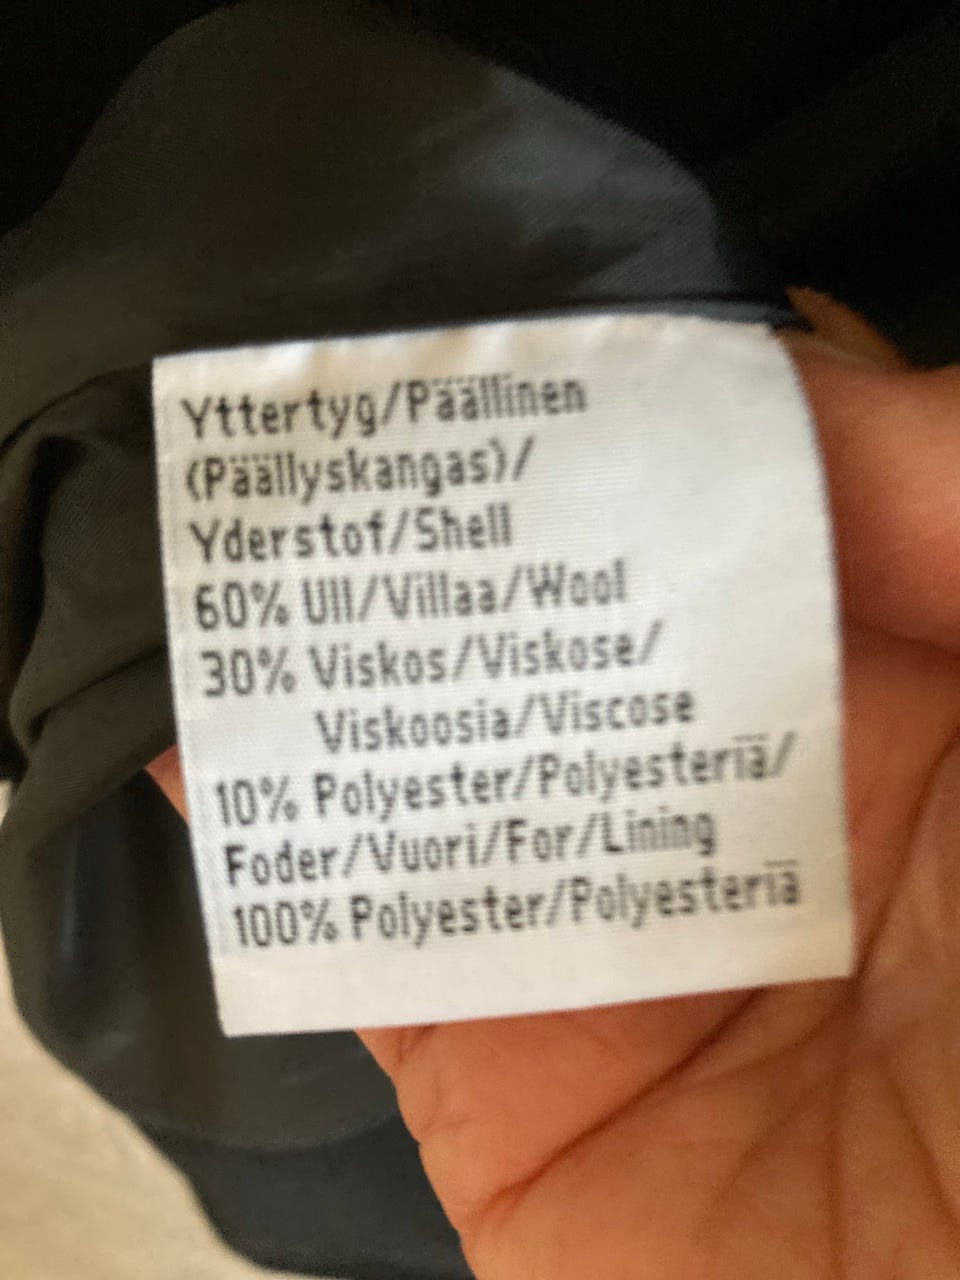 Yttertyg/Päällinen
(Päällyskangas)/
Yderstof/Shell
60% Ull/Villaa/Wool
30% Viskos/Viskose/
Viskoosia/Viscose
10% Polyester/Polyesteriä/
Foder/Vuori/For/Lining
100% Polyester/Polyesteriä